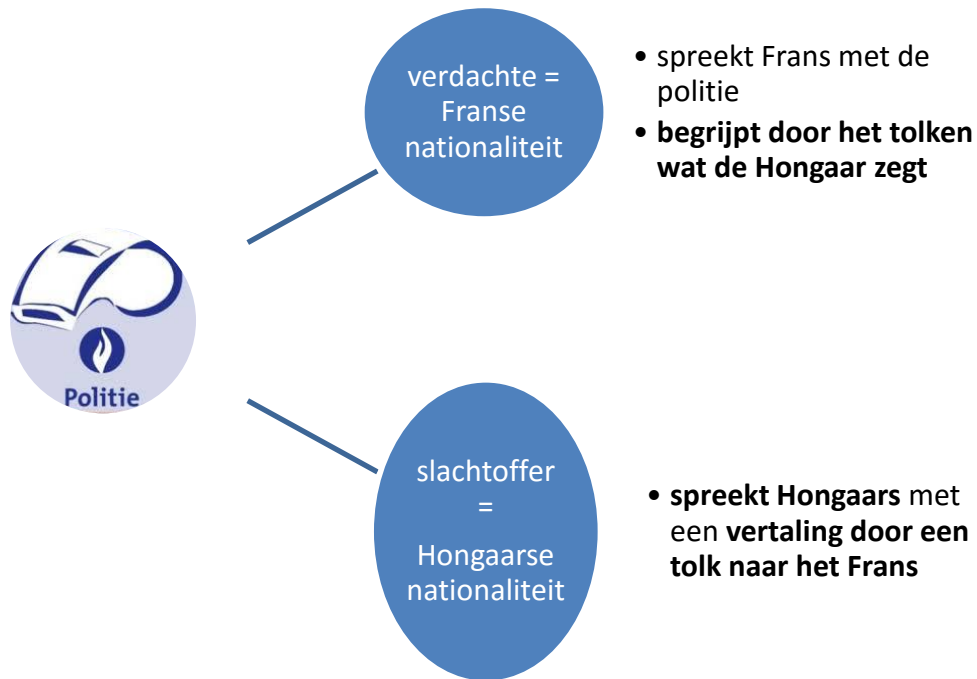 verdachte =
Franse
nationaliteit
• spreekt Frans met de
politie
• begrijpt door het tolken
wat de Hongaar zegt
Politie
slachtoffer
=
Hongaarse
nationaliteit
• spreekt Hongaars met
een vertaling door een
tolk naar het Frans